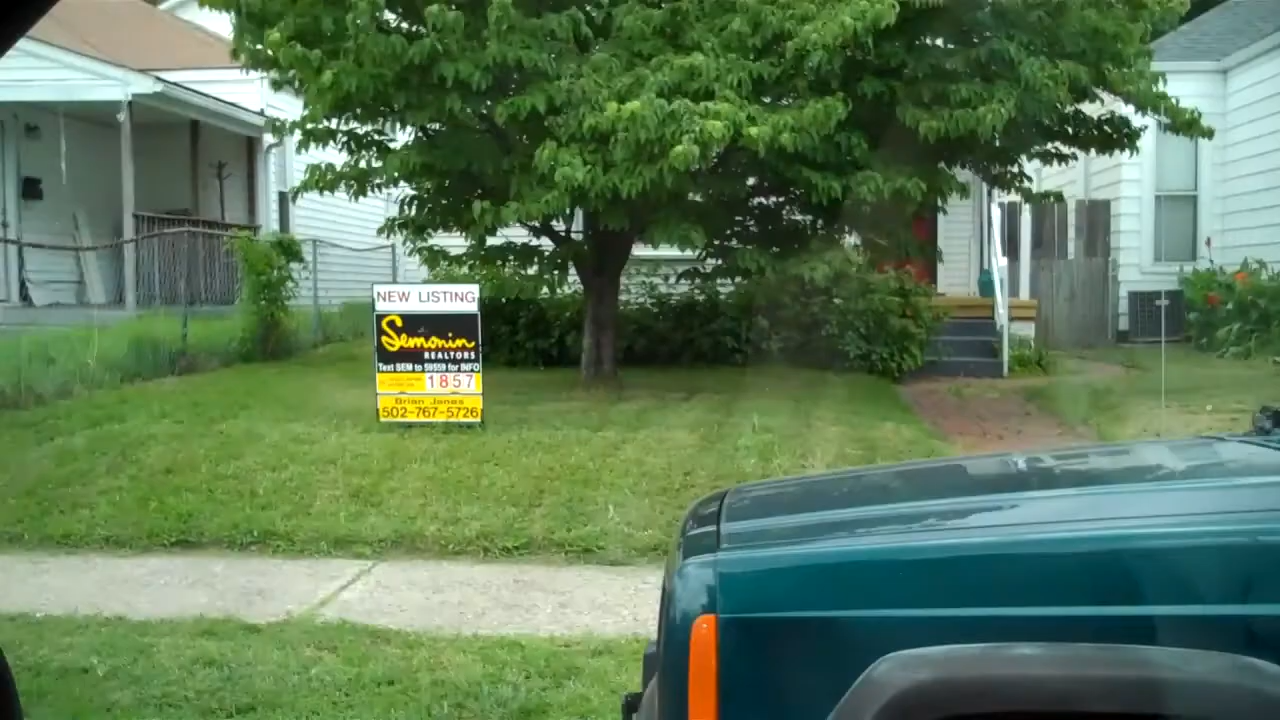 NEW LISTING
Semonin
REALTORS
Text SEM to 59559 for INFO
1857
Brian Jones
502-767-5726